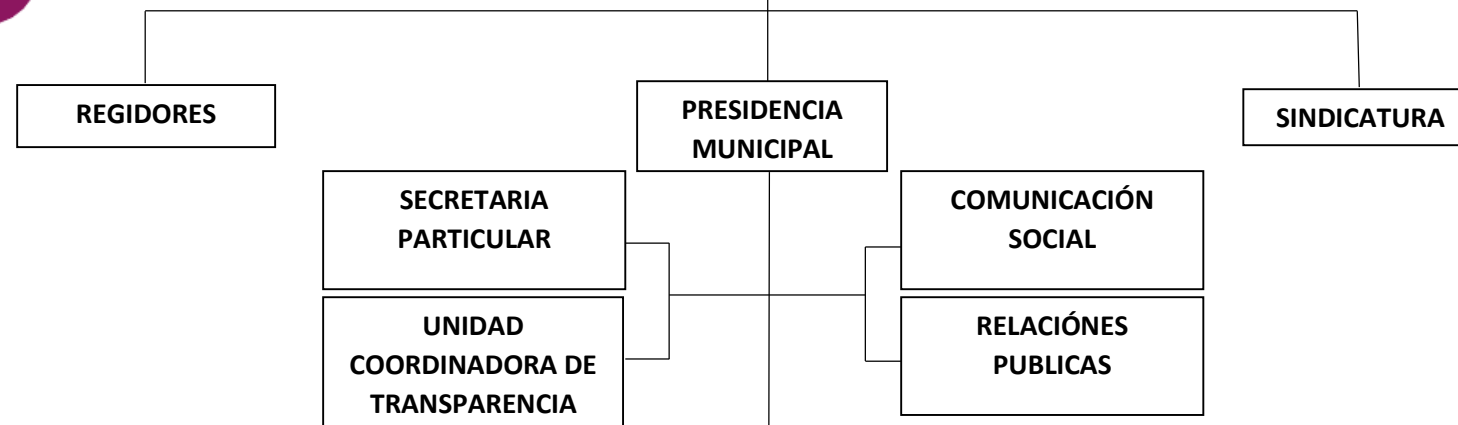 REGIDORES
PRESIDENCIA
MUNICIPAL
SINDICATURA
SECRETARIA
PARTICULAR
COMUNICACIÓN
SOCIAL
UNIDAD
COORDINADORA DE
TRANSPARENCIA
RELACIÓNES
PUBLICAS